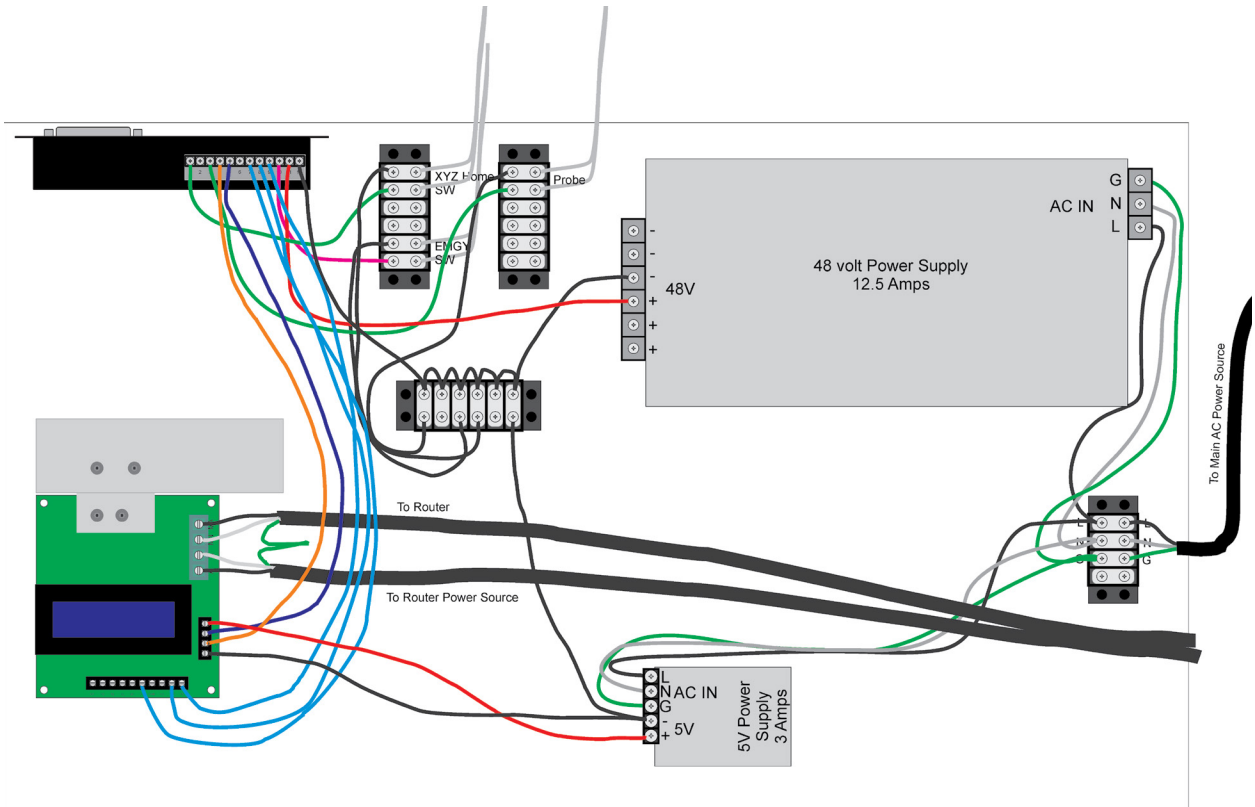 2
XYZ Home
SW
EMGY
SW
Probe
-
-
-
48V
+
+
+
48 volt Power Supply
12.5 Amps
AC IN
G
N
L
To Main AC Power Source
To Router
To Router Power Source
L
L
N
N
G
G
L
N
AC IN
G
-
5V
+
5V Power
Supply
3 Amps